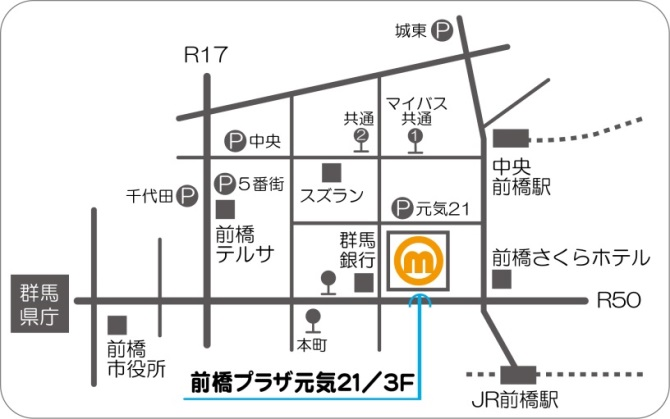 城東 P
R17
マイバス
共通
1
共通
2
P 中央
中央
前橋駅
P 5番街
千代田 P
スズラン
P 元気21
前橋
テルサ
群馬
銀行
m
前橋さくらホテル
群馬
県庁
R50
前橋
市役所
本町
前橋プラザ元気21／3F
JR前橋駅